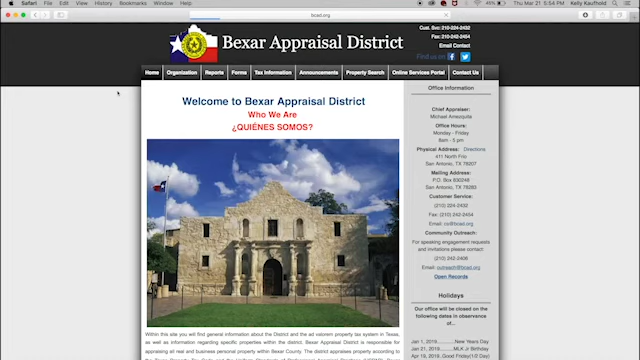 Safari File Edit View History Bookmarks Window Help
49% Thu Mar 21 5:54 PM Kelly Kaufhold
bcad.org
Bexar Appraisal District
Cust. Svc: 210-224-2432
Fax: 210-242-2454
Email Contact
Find us on
Home Organization Reports Forms Tax Information Announcements Property Search Online Services Portal Contact Us
Welcome to Bexar Appraisal District
Who We Are
¿QUIÉNES SOMOS?
Within this site you will find general information about the District and the ad valorem property tax system in Texas,
as well as information regarding specific properties within the district. Bexar Appraisal District is responsible for
appraising all real and business personal property within Bexar County. The district appraises property according to
Office Information
Chief Appraiser:
Michael Amezquita
Office Hours:
Monday - Friday
8am - 5 pm
Physical Address: Directions
411 North Frio
San Antonio, TX 78207
Mailing Address:
P.O. Box 830248
San Antonio, TX 78283
Customer Service:
(210) 224-2432
Fax: (210) 242-2454
Email: cs@bcad.org
Community Outreach:
For speaking engagement requests
and invitations please contact:
(210) 242-2406
Email: outreach@bcad.org
Open Records
Holidays
Our office will be closed on the
following dates in observance
of...
Jan 1, 2019..........New Years Day
Jan 21, 2019........MLK Jr Birthday
Apr 19, 2019..Good Friday(1/2 Day)